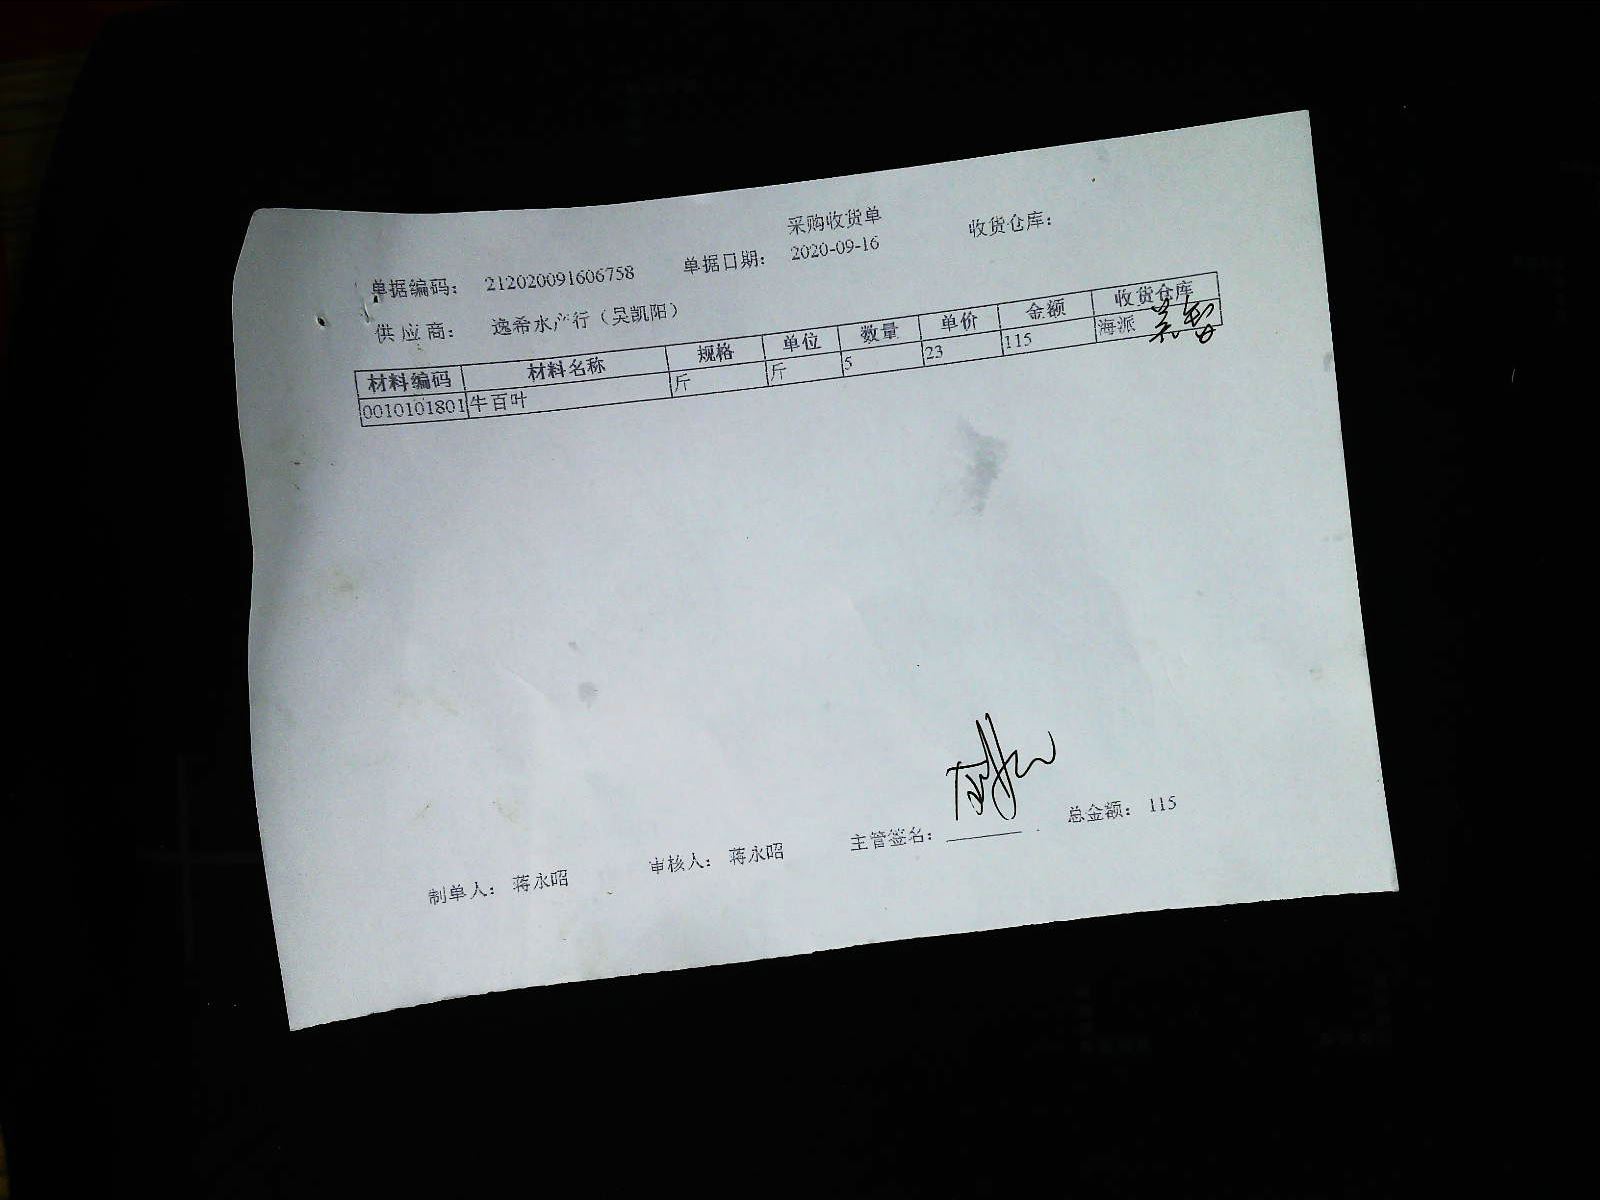 采购收货单
单据编码： 212020091606758 单据日期： 2020-09-16 收货仓库：
供应商： 逸希水产行（吴凯阳）
材料编码 材料名称 规格 单位 数量 单价 金额 收货仓库
0010101801 牛百叶 斤 斤 5 23 115 海派
制单人： 蒋永昭 审核人： 蒋永昭 主管签名： 总金额： 115